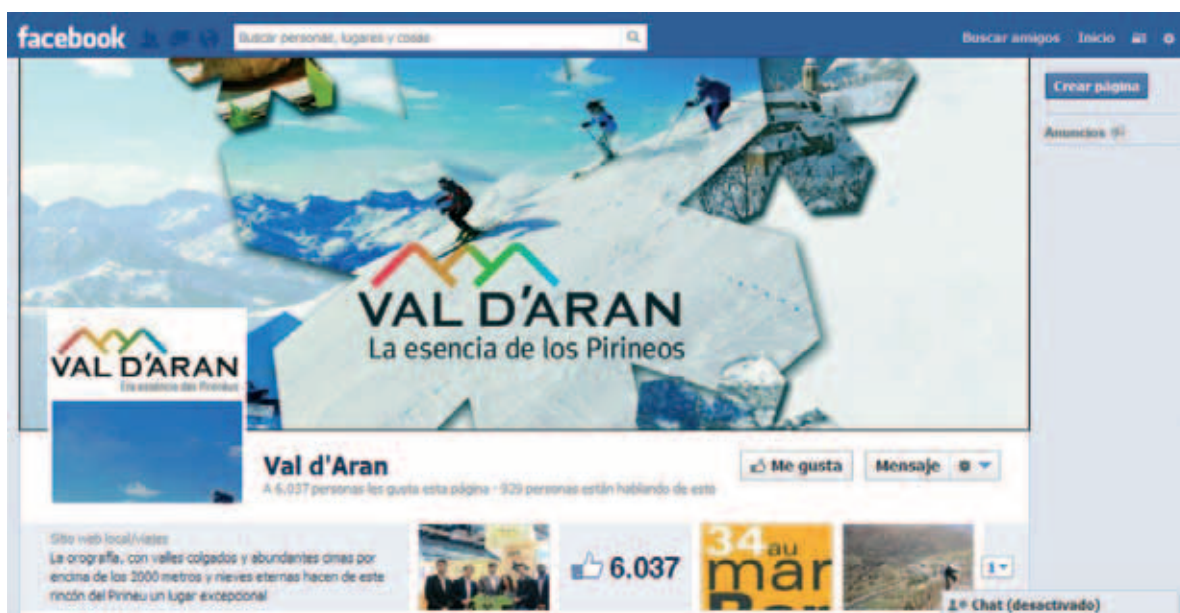 facebook
Buscar personas, lugares y cosas
Buscar amigos Inicio
Crear página
Anuncios
VAL D'ARAN
La esencia de los Pirineos
VAL D'ARAN
Val d'Aran
Me gusta
Mensaje
A 6.037 personas les gusta esta página · 929 personas están hablando de esto
Sitio web local/viajes
La orografía, con valles colgados y abundantes cimas por
encima de los 2000 metros y nieves eternas hacen de este
rincón del Pirineu un lugar excepcional
6.037
34au
mar
1
Chat (desactivado)